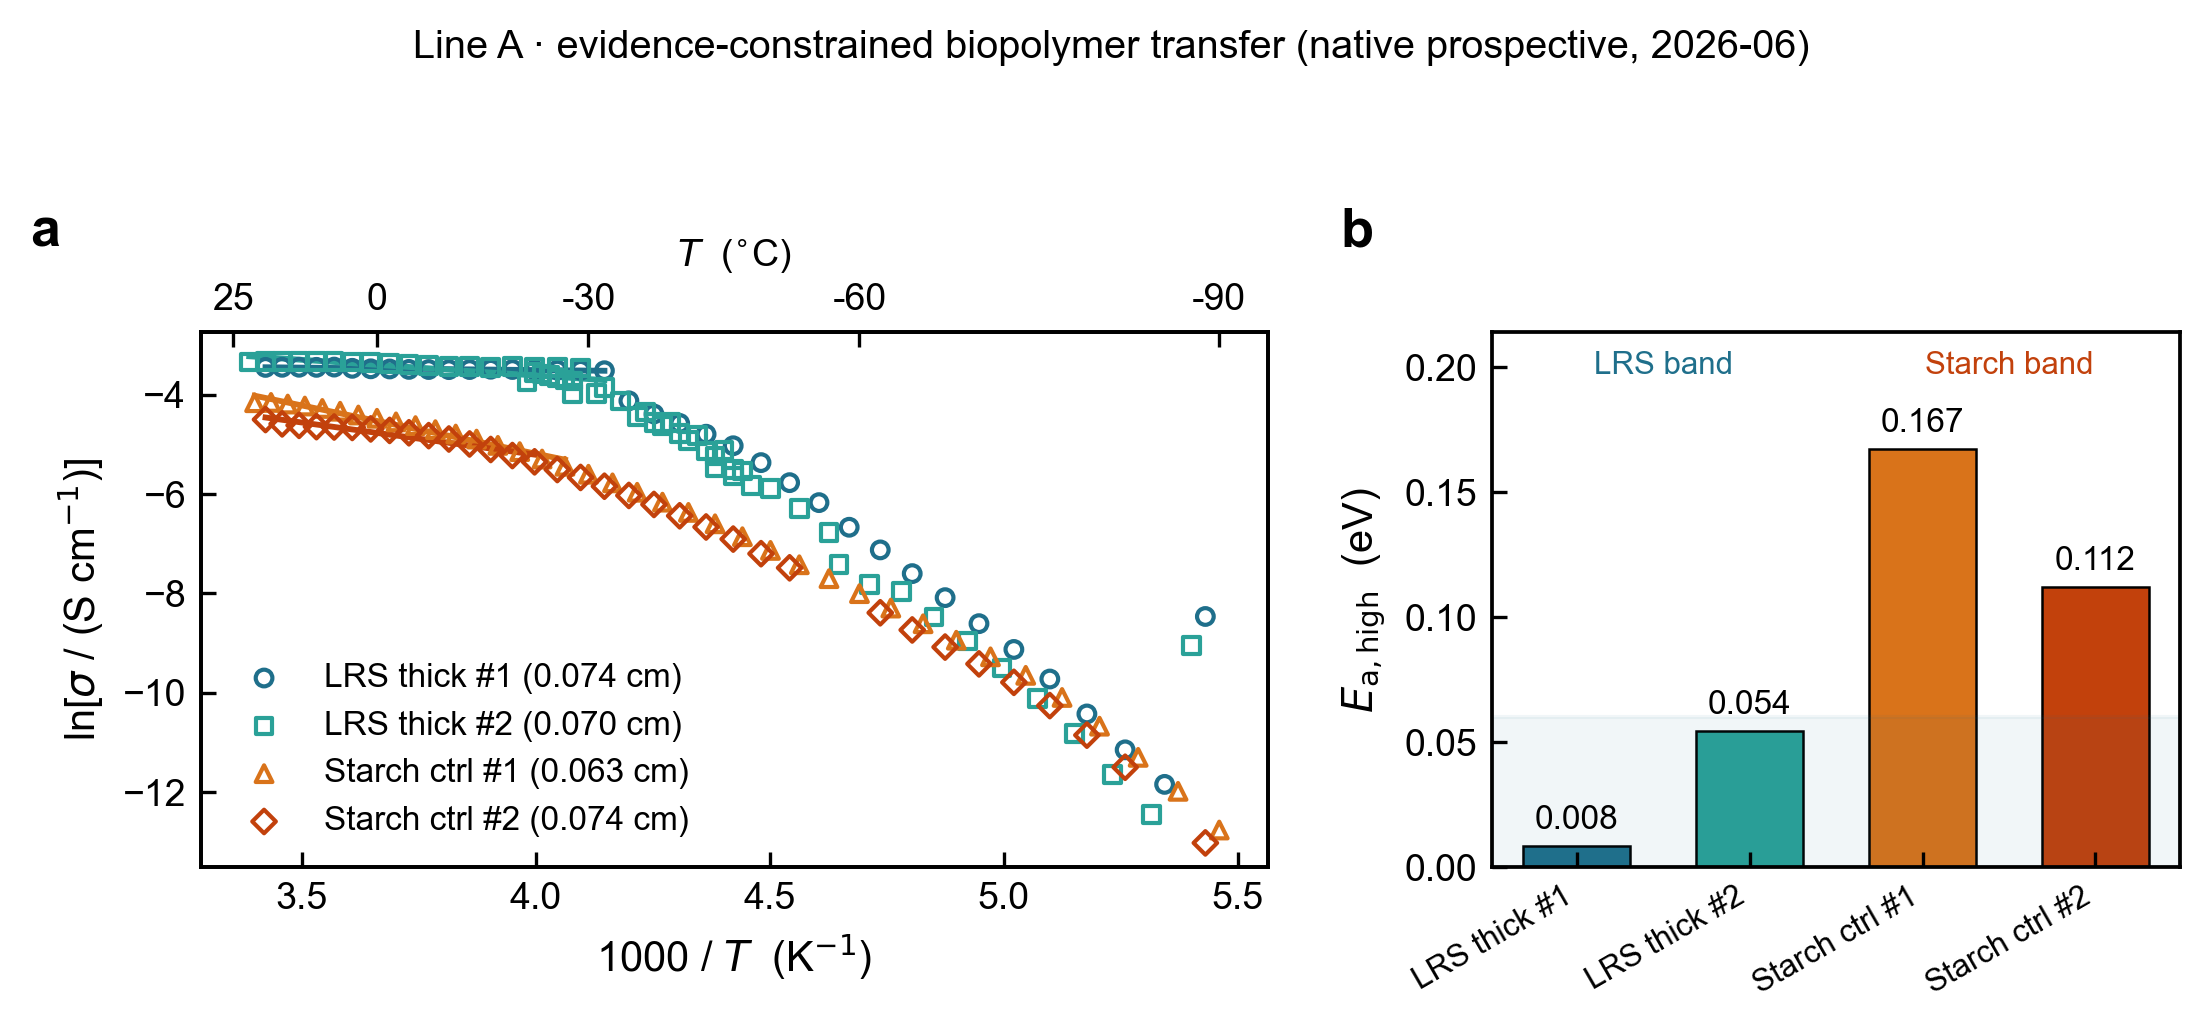 Line A · evidence-constrained biopolymer transfer (native prospective, 2026-06)
a
T (°C)
25 0 -30 -60 -90
ln[σ / (S cm⁻¹)]
−4
−6
−8
−10
−12
LRS thick #1 (0.074 cm)
LRS thick #2 (0.070 cm)
Starch ctrl #1 (0.063 cm)
Starch ctrl #2 (0.074 cm)
3.5 4.0 4.5 5.0 5.5
1000 / T (K⁻¹)
b
LRS band
Starch band
E a, high (eV)
0.20
0.15
0.10
0.05
0.00
0.008
0.054
0.167
0.112
LRS thick #1
LRS thick #2
Starch ctrl #1
Starch ctrl #2